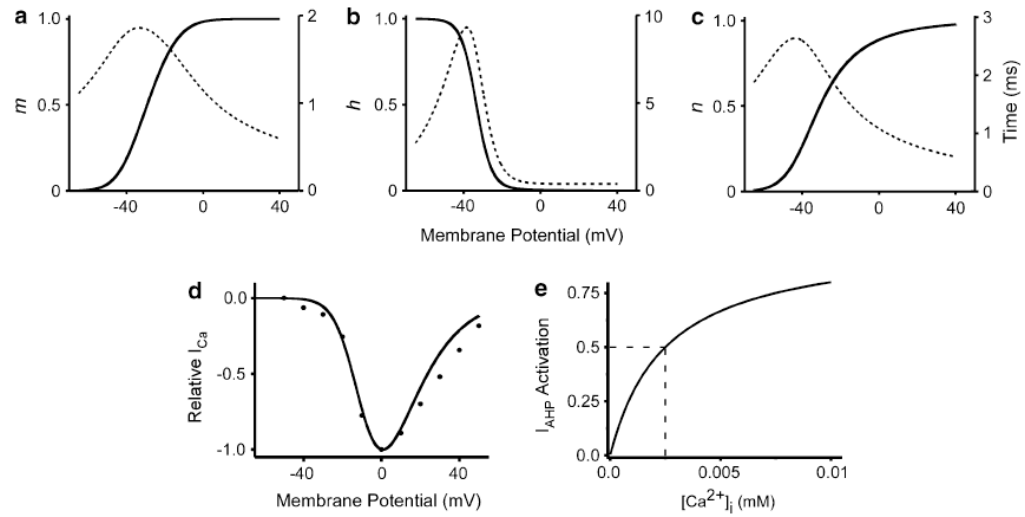 a
1.0
0.5
0
m
2
1
0
-40
0
40
b
1.0
0.5
0
h
10
5
0
-40
0
40
Membrane Potential (mV)
c
1.0
0.5
0
n
3
2
1
0
Time (ms)
-40
0
40
d
0.0
-0.5
-1.0
Relative I_Ca
-40
0
40
Membrane Potential (mV)
e
0.75
0.5
0.25
0.0
I_AHP Activation
0.0
0.005
0.01
[Ca²⁺]ᵢ (mM)